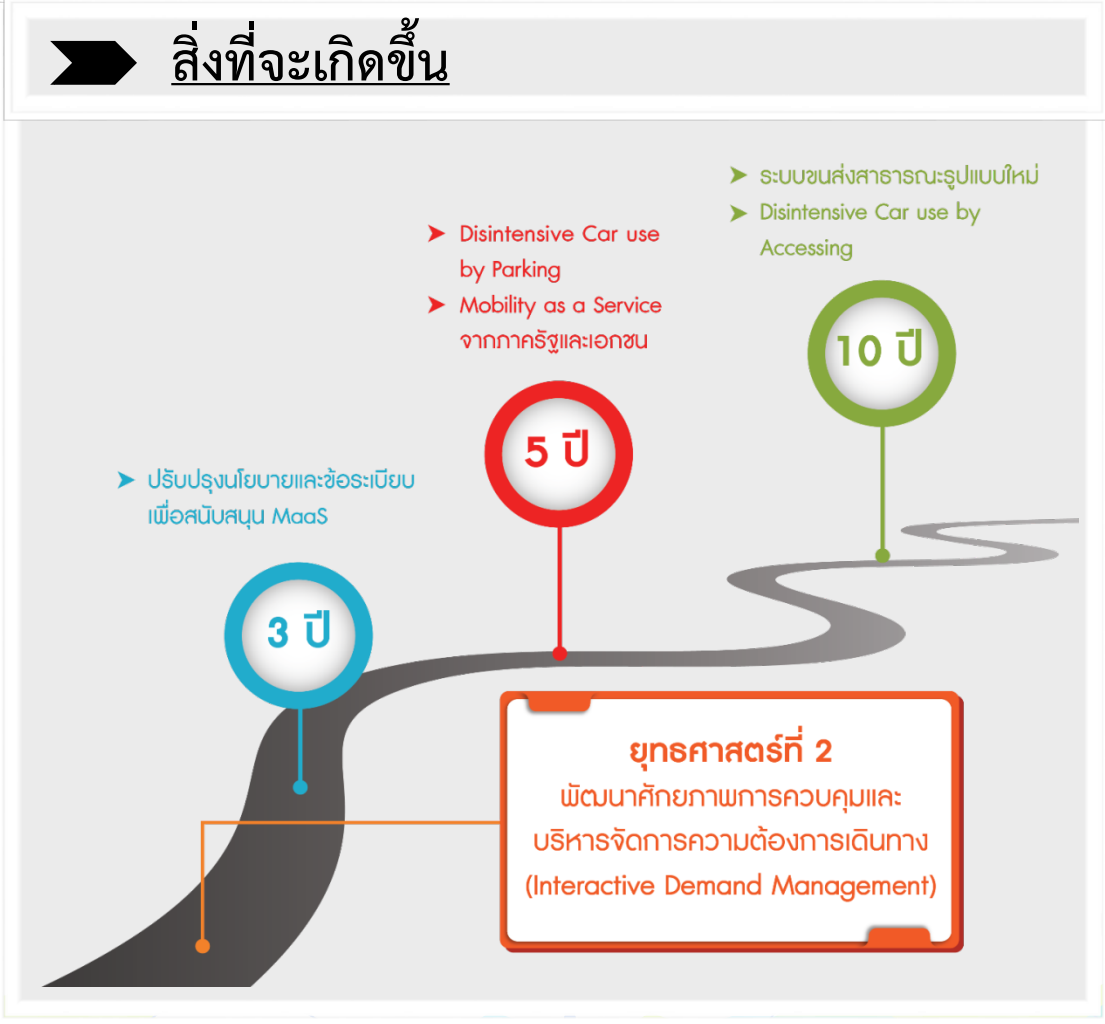 สิ่งที่จะเกิดขึ้น
➤ ระบบขนส่งสาธารณะรูปแบบใหม่
➤ Disintensive Car use by
Accessing
➤ Disintensive Car use
by Parking
➤ Mobility as a Service
จากภาครัฐและเอกชน
10 ปี
5 ปี
➤ ปรับปรุงนโยบายและข้อระเบียบ
เพื่อสนับสนุน MaaS
3 ปี
ยุทธศาสตร์ที่ 2
พัฒนาศักยภาพการควบคุมและ
บริหารจัดการความต้องการเดินทาง
(Interactive Demand Management)